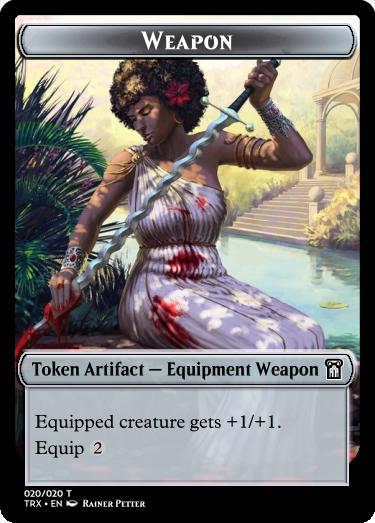 Weapon
Token Artifact — Equipment Weapon
Equipped creature gets +1/+1.
Equip 2
020/020 T
TRX • EN Rainer Petter